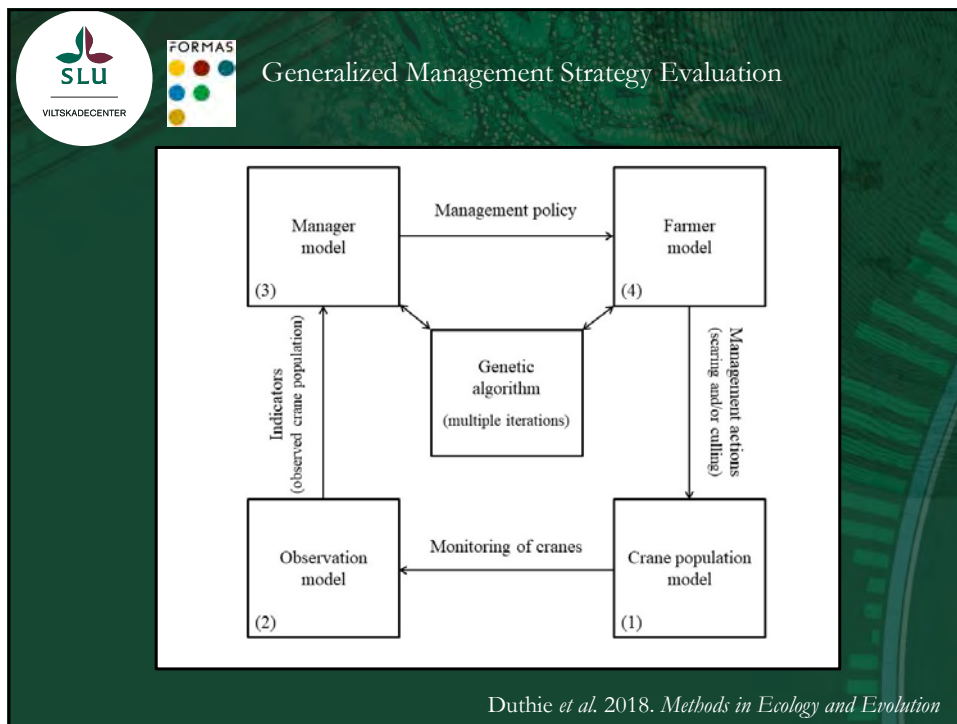 SLU
VILTSKADECENTER
FORMAS
Generalized Management Strategy Evaluation
Manager
model
(3)
Management policy
Farmer
model
(4)
Genetic
algorithm
(multiple iterations)
Indicators
(observed crane population)
Management actions
(scaring and/or culling)
Observation
model
(2)
Monitoring of cranes
Crane population
model
(1)
Duthie et al. 2018. Methods in Ecology and Evolution